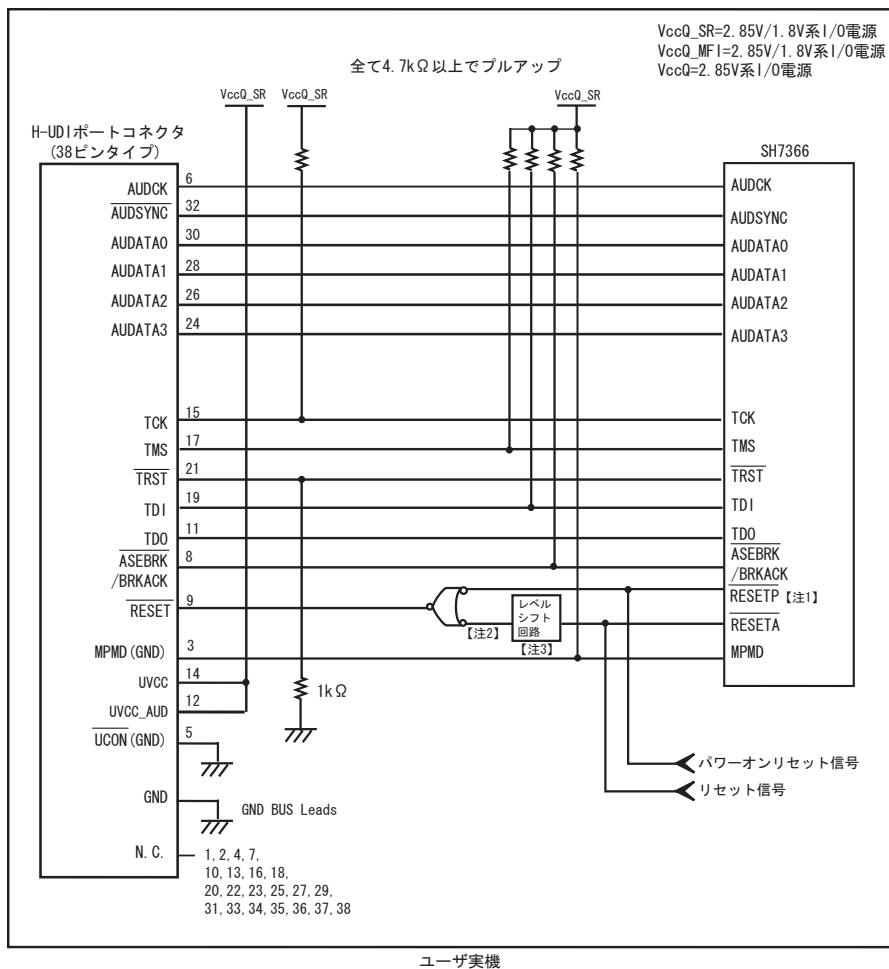 VccQ_SR=2.85V/1.8V系I/O電源
VccQ_MFI=2.85V/1.8V系I/O電源
VccQ=2.85V系I/O電源
全て4.7kΩ以上でプルアップ
VccQ_SR
VccQ_SR
VccQ_SR
H-UDIポートコネクタ
(38ピンタイプ)
SH7366
AUDCK
6
AUDCK
AUDSYNC
32
AUDSYNC
AUDATA0
30
AUDATA0
AUDATA1
28
AUDATA1
AUDATA2
26
AUDATA2
AUDATA3
24
AUDATA3
TCK
15
TCK
TMS
17
TMS
TRST
21
TRST
TDI
19
TDI
TDO
11
TDO
ASEBRK
/BRKACK
8
ASEBRK
/BRKACK
RESET
9
レベル
シフト
回路
【注2】
【注3】
RESETP【注1】
RESETA
MPMD(GND)
3
MPMD
UVCC
14
UVCC_AUD
12
1kΩ
UCON(GND)
5
パワーオンリセット信号
リセット信号
GND
GND BUS Leads
N.C.
1,2,4,7,
10,13,16,18,
20,22,23,25,27,29,
31,33,34,35,36,37,38
ユーザ実機